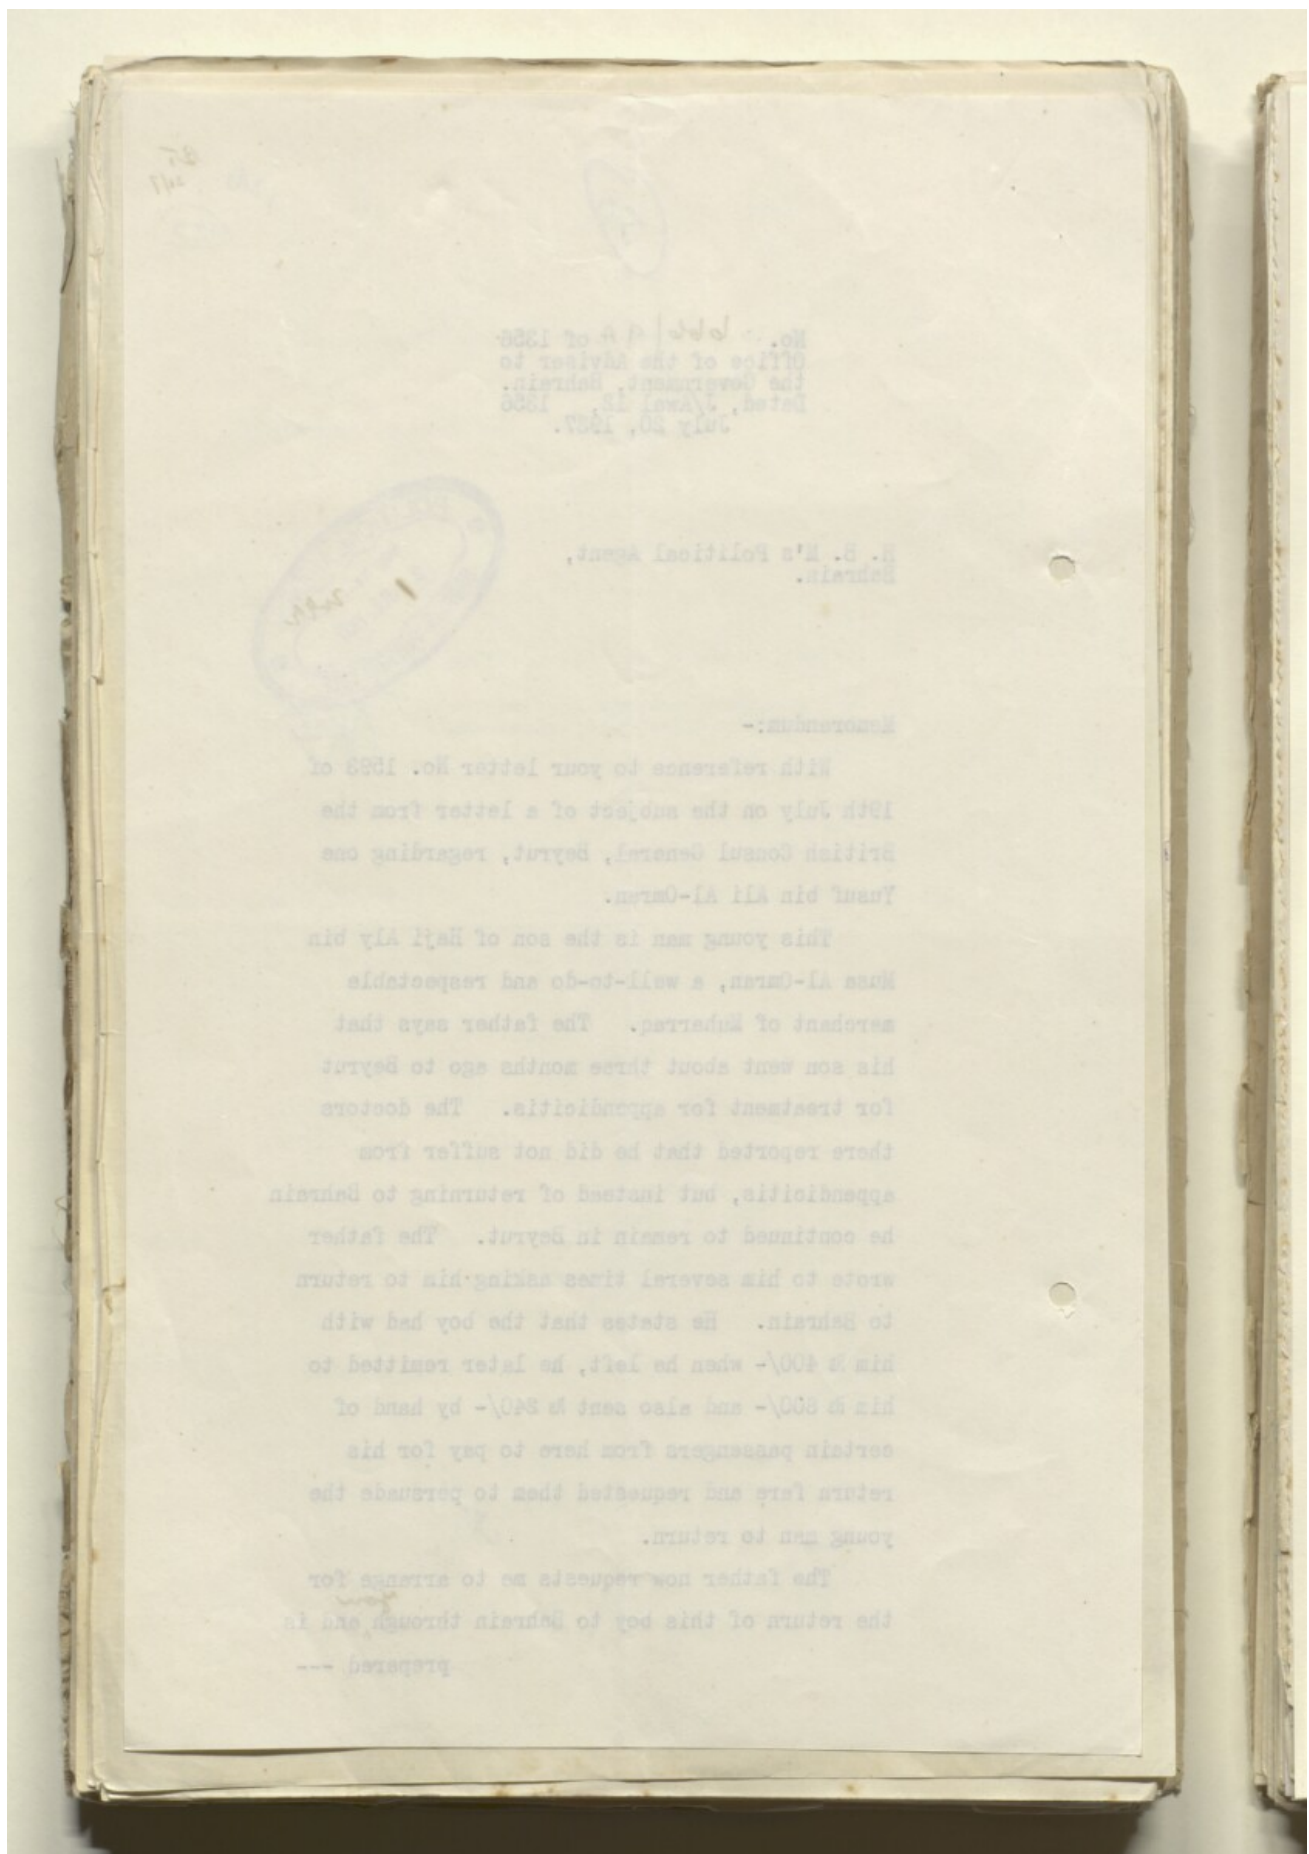 No. 666/9A of 1356
Office of the Adviser to
the Government, Bahrain.
Dated, J/Awal 12, 1356
July 20, 1937.
H. B. M's Political Agent,
Bahrain.
Memorandum:-
With reference to your letter No. 1593 of
19th July on the subject of a letter from the
British Consul General, Beyrut, regarding one
Yusuf bin Ali Al-Omran.
This young man is the son of Haji Aly bin
Musa Al-Omran, a well-to-do and respectable
merchant of Muharraq. The father says that
his son went about three months ago to Beyrut
for treatment for appendicitis. The doctors
there reported that he did not suffer from
appendicitis, but instead of returning to Bahrain
he continued to remain in Beyrut. The father
wrote to him several times asking him to return
to Bahrain. He states that the boy had with
him ₨ 400/- when he left, he later remitted to
him ₨ 800/- and also sent ₨ 240/- by hand of
certain passengers from here to pay for his
return fare and requested them to persuade the
young man to return.
The father now requests me to arrange for
you
the return of this boy to Bahrain through and is
prepared ---